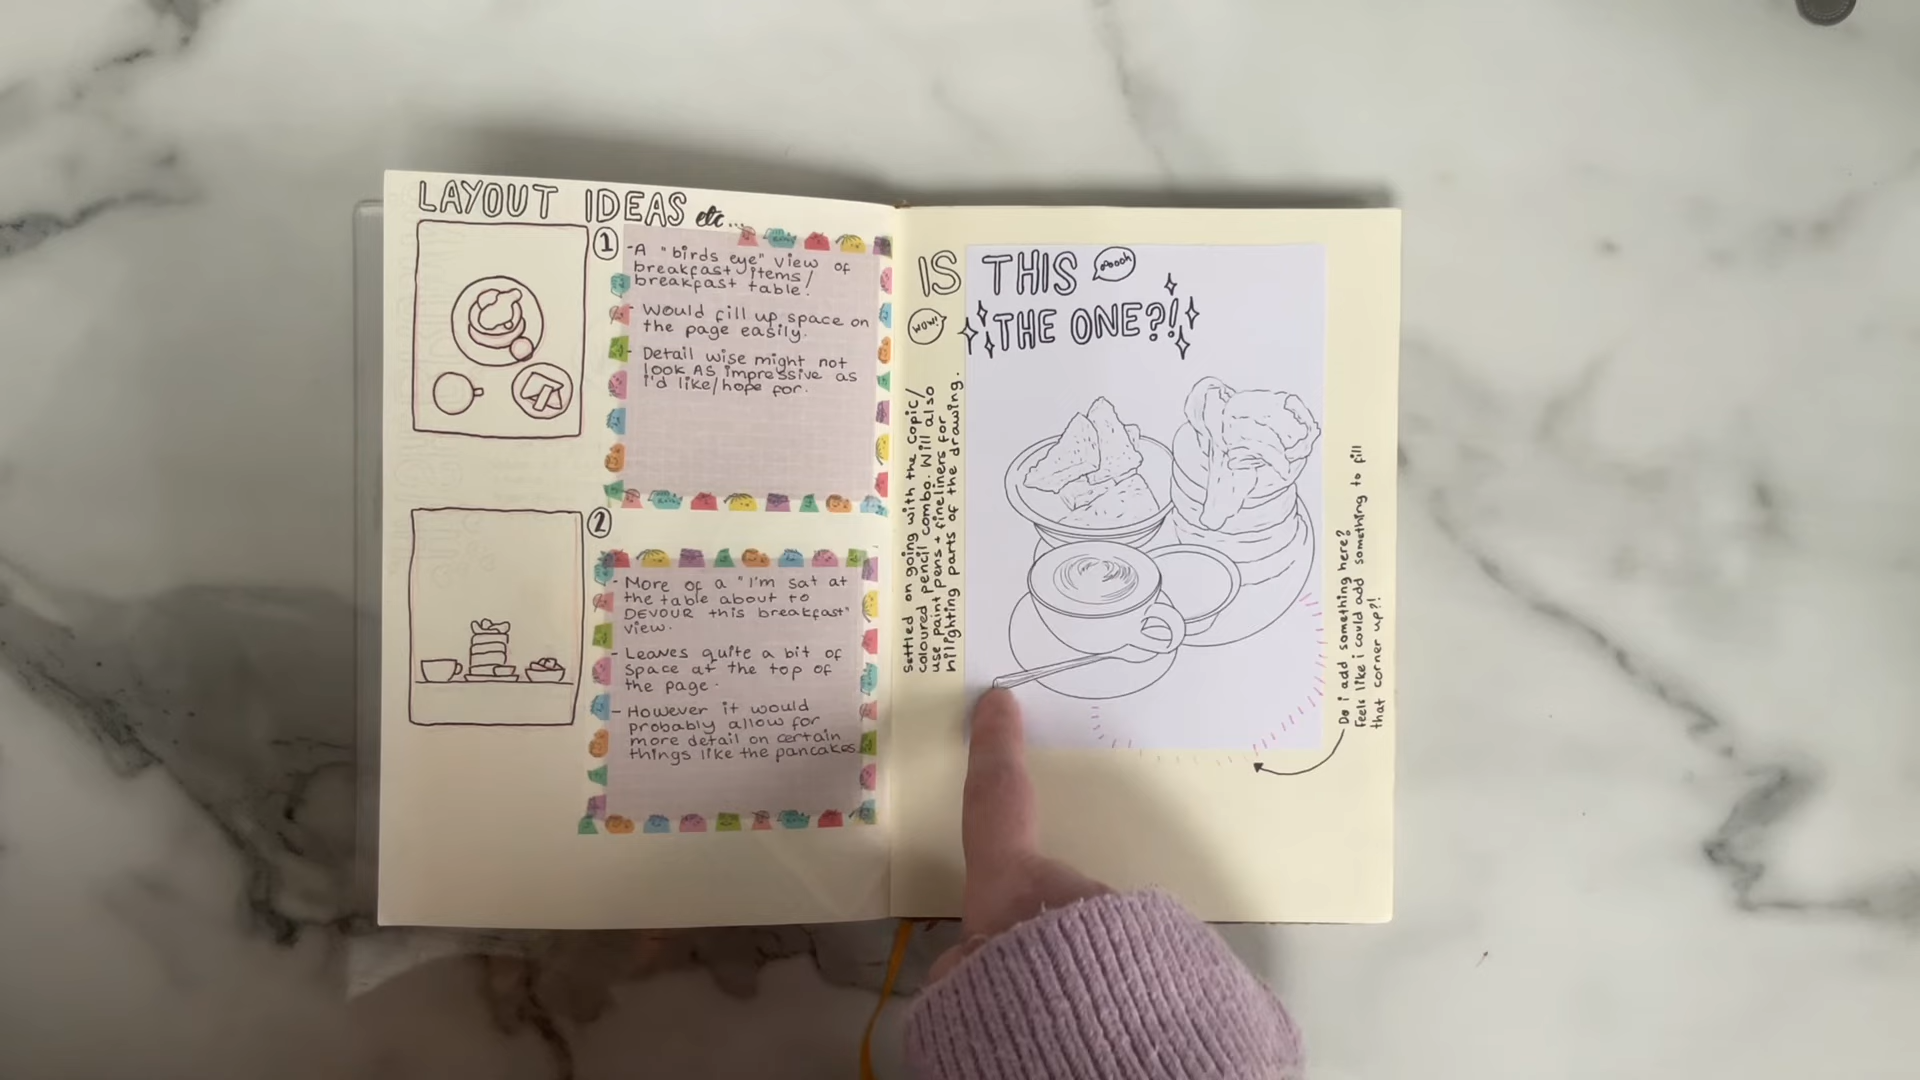 LAYOUT IDEAS etc...
1
-A "birds eye" view of
breakfast items/
breakfast table.
- Would fill up space on
the page easily.
- Detail wise might not
look AS impressive as
i'd like/hope for.
2
- More of a "I'm sat at
the table about to
DEVOUR this breakfast"
view.
- Leaves quite a bit of
space at the top of
the page.
- However it would
probably allow for
more detail on certain
things like the pancakes.
IS THIS
ooooh
WOW!
THE ONE?!
Settled on going with the Copic/
coloured pencil combo. Will also
use paint pens + fineliners for
hilighting parts of the drawing.
Do i add something here?
Feels like i could add something to fill
that corner up?!